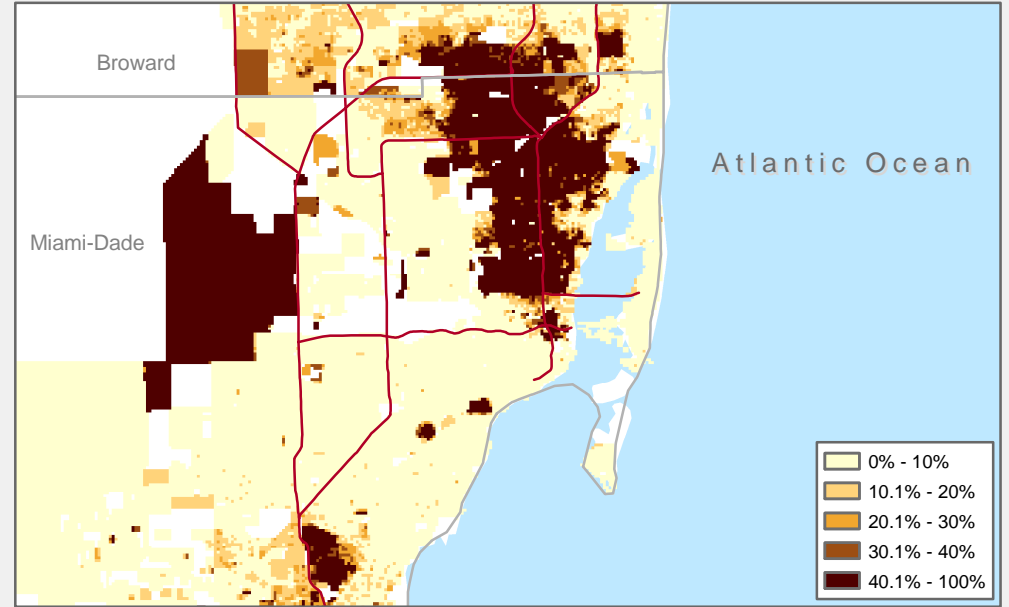 Broward
Atlantic Ocean
Miami-Dade
0% - 10%
10.1% - 20%
20.1% - 30%
30.1% - 40%
40.1% - 100%